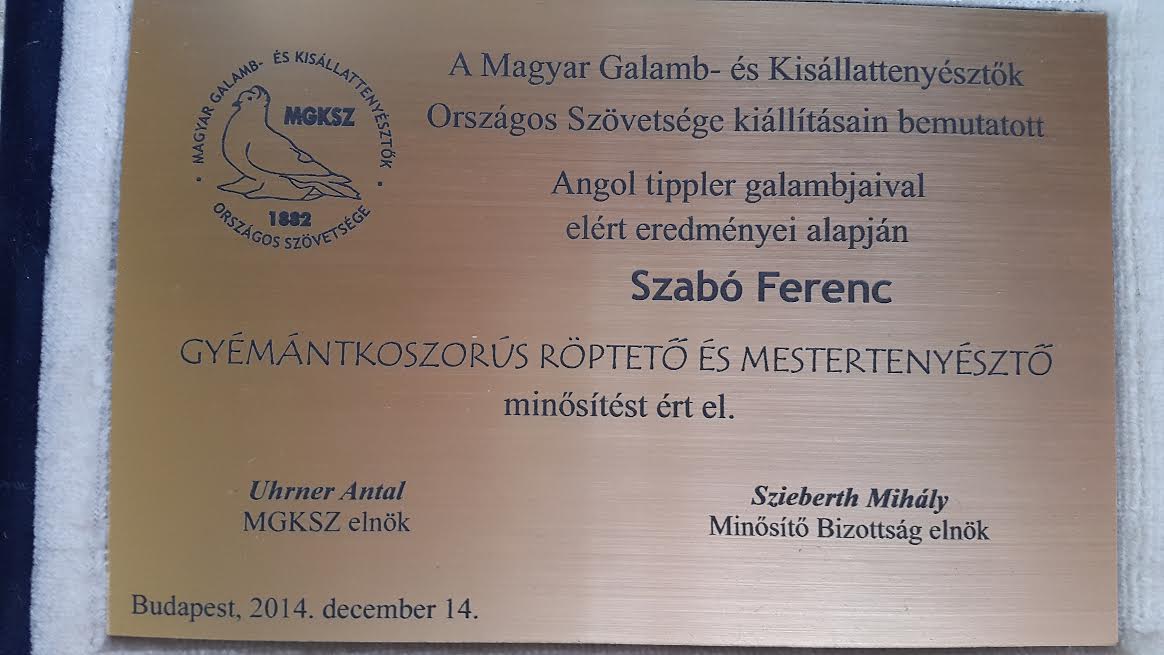 MAGYAR GALAMB- ÉS KISÁLLATTENYÉSZTŐK
MGKSZ
1882
ORSZÁGOS SZÖVETSÉGE
A Magyar Galamb- és Kisállattenyésztők
Országos Szövetsége kiállításain bemutatott
Angol tippler galambjaival
elért eredményei alapján
Szabó Ferenc
GYÉMÁNTKOSZORÚS RÖPTETŐ ÉS MESTERTENYÉSZTŐ
minősítést ért el.
Uhrner Antal
MGKSZ elnök
Szieberth Mihály
Minősítő Bizottság elnök
Budapest, 2014. december 14.